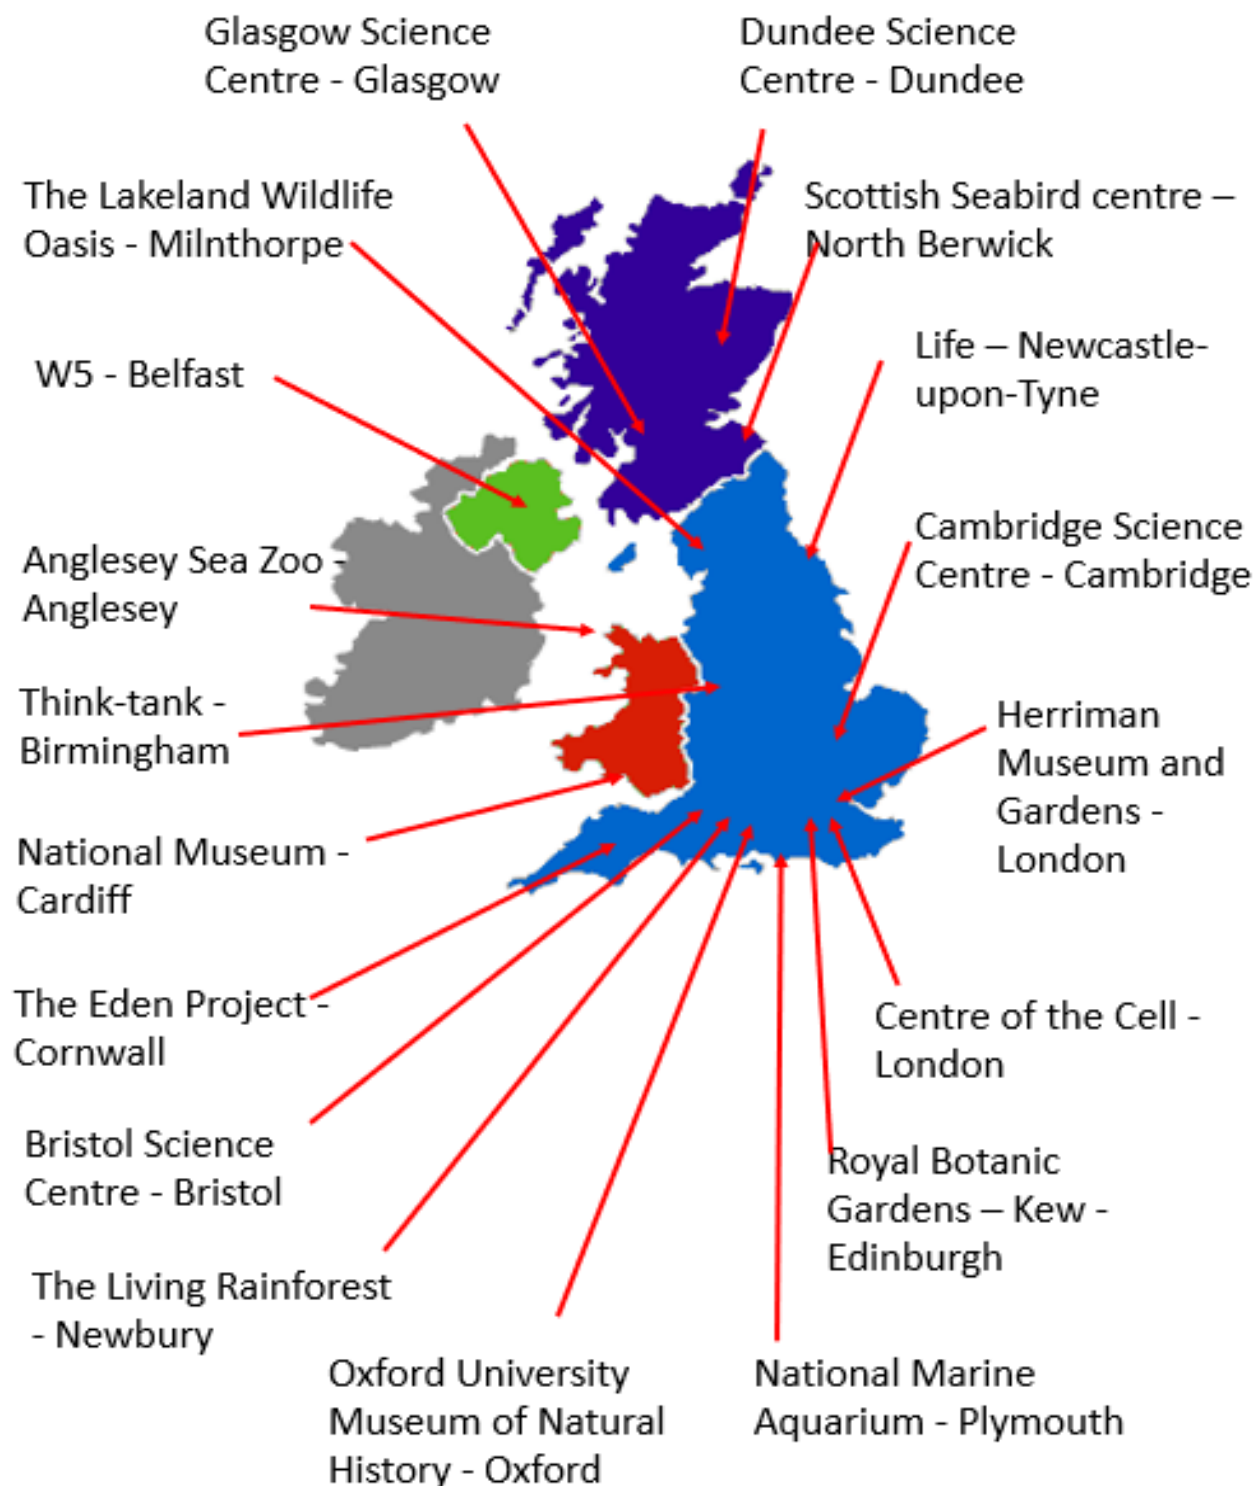 Glasgow Science
Centre - Glasgow
Dundee Science
Centre - Dundee
The Lakeland Wildlife
Oasis - Milnthorpe
Scottish Seabird centre –
North Berwick
W5 - Belfast
Life – Newcastle-
upon-Tyne
Anglesey Sea Zoo -
Anglesey
Cambridge Science
Centre - Cambridge
Think-tank -
Birmingham
Herriman
Museum and
Gardens -
London
National Museum -
Cardiff
The Eden Project -
Cornwall
Centre of the Cell -
London
Bristol Science
Centre - Bristol
Royal Botanic
Gardens – Kew -
Edinburgh
The Living Rainforest
- Newbury
Oxford University
Museum of Natural
History - Oxford
National Marine
Aquarium - Plymouth